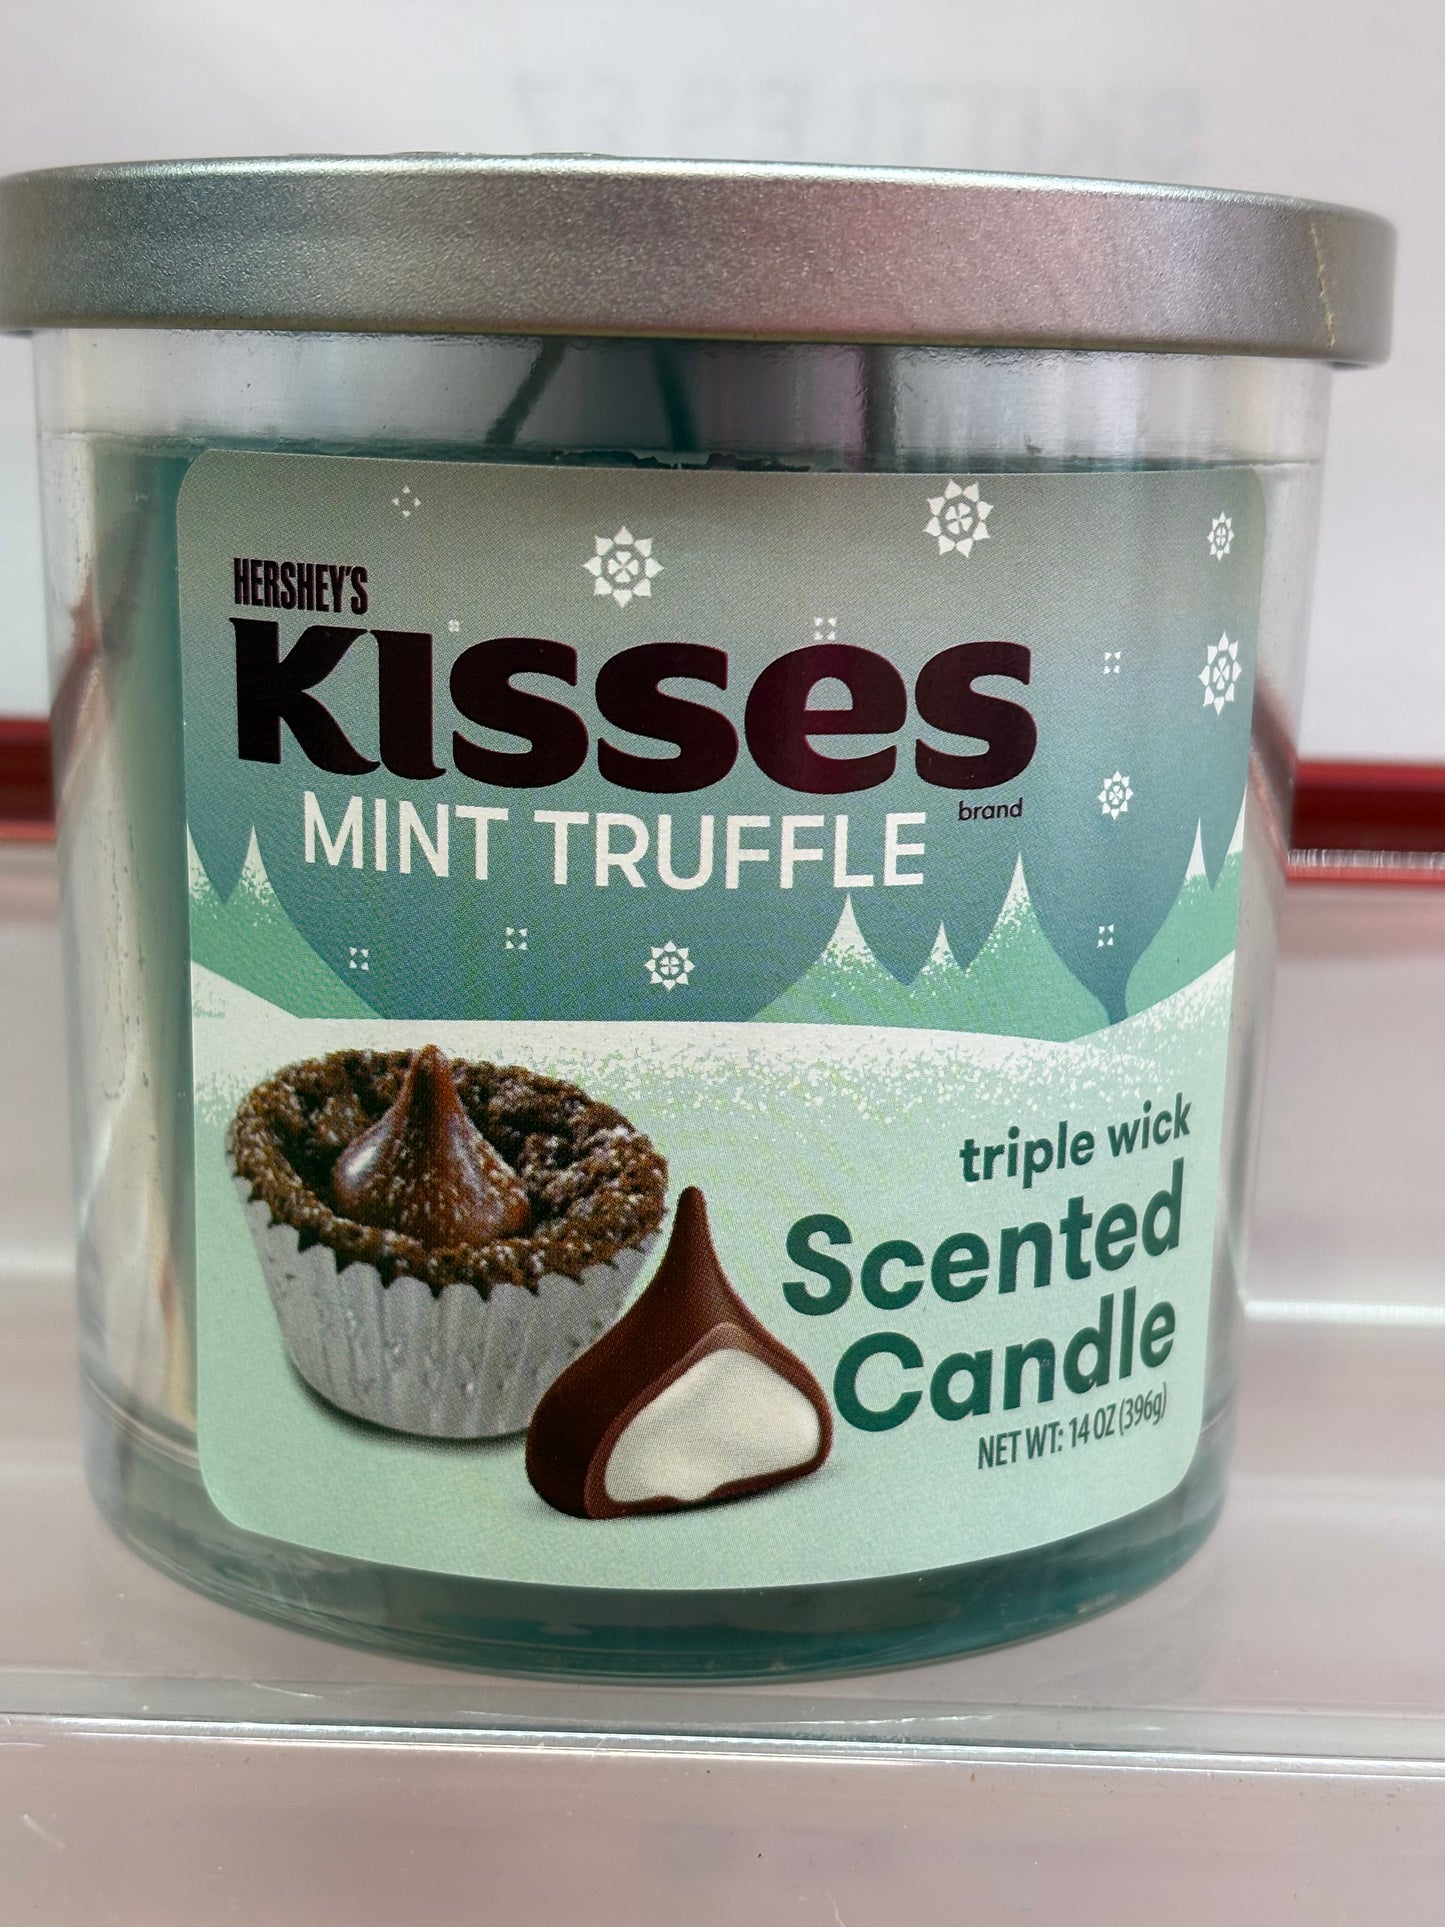 HERSHEY'S
KISSES
brand
MINT TRUFFLE
triple wick
Scented
Candle
NET WT: 14 OZ (396g)